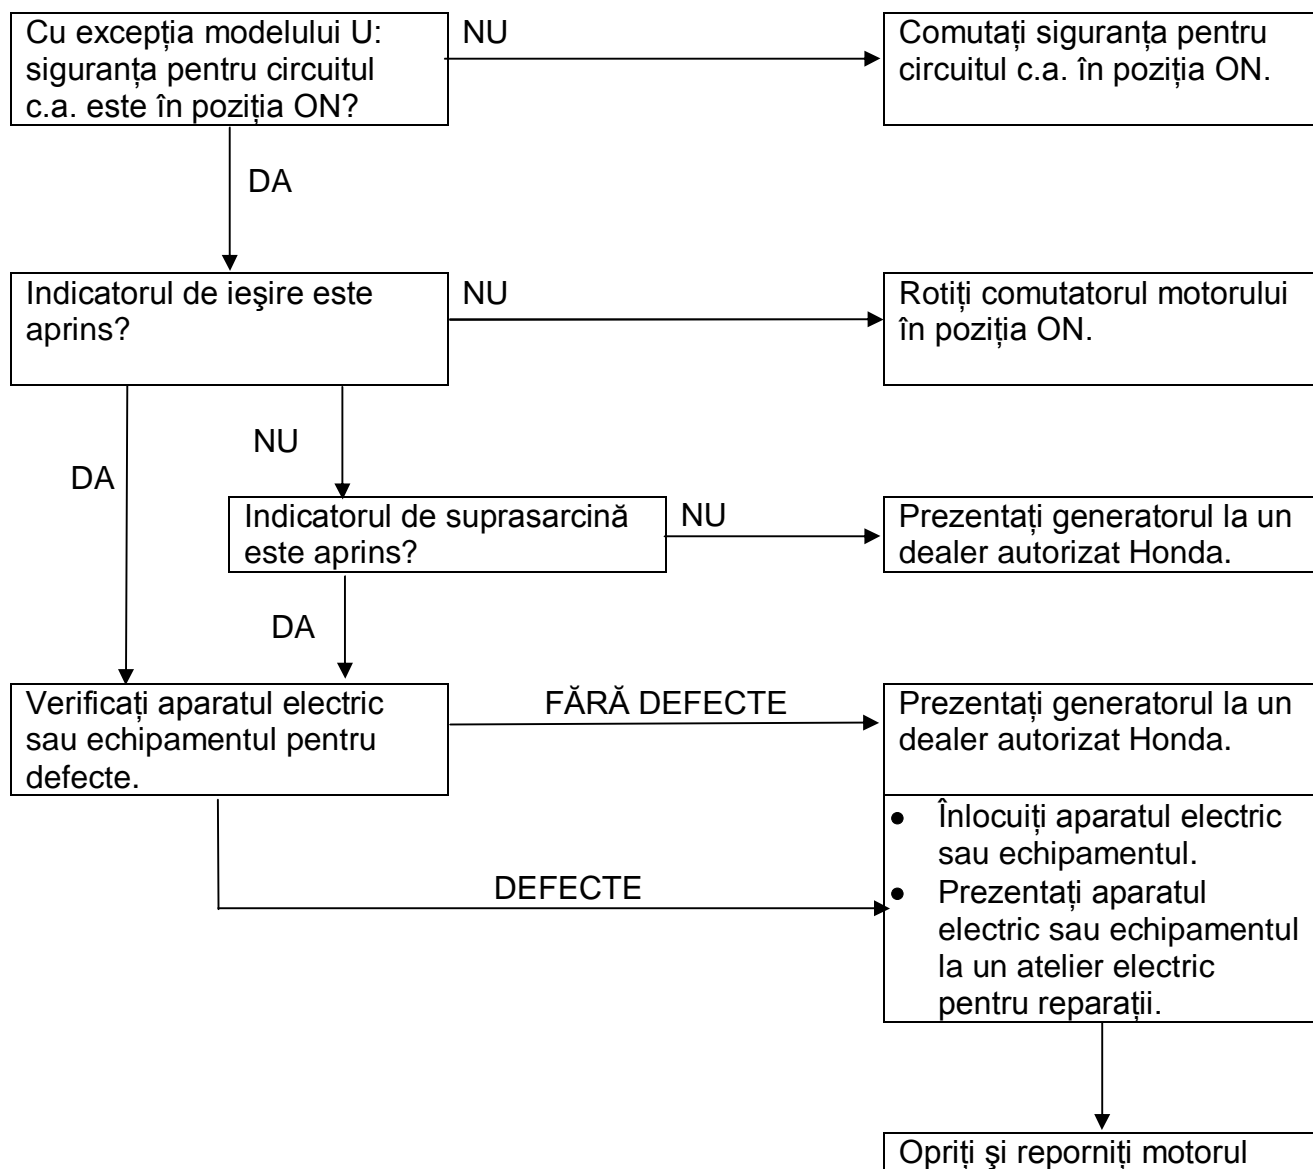 Cu excepția modelului U:
siguranța pentru circuitul
c.a. este în poziția ON?
NU
Comutați siguranța pentru
circuitul c.a. în poziția ON.
DA
Indicatorul de ieşire este
aprins?
NU
Rotiți comutatorul motorului
în poziția ON.
DA
NU
Indicatorul de suprasarcină
este aprins?
NU
Prezentați generatorul la un
dealer autorizat Honda.
DA
Verificați aparatul electric
sau echipamentul pentru
defecte.
FĂRĂ DEFECTE
Prezentați generatorul la un
dealer autorizat Honda.
DEFECTE
• Înlocuiți aparatul electric
sau echipamentul.
• Prezentați aparatul
electric sau echipamentul
la un atelier electric
pentru reparații.
Opriți şi reporniți motorul